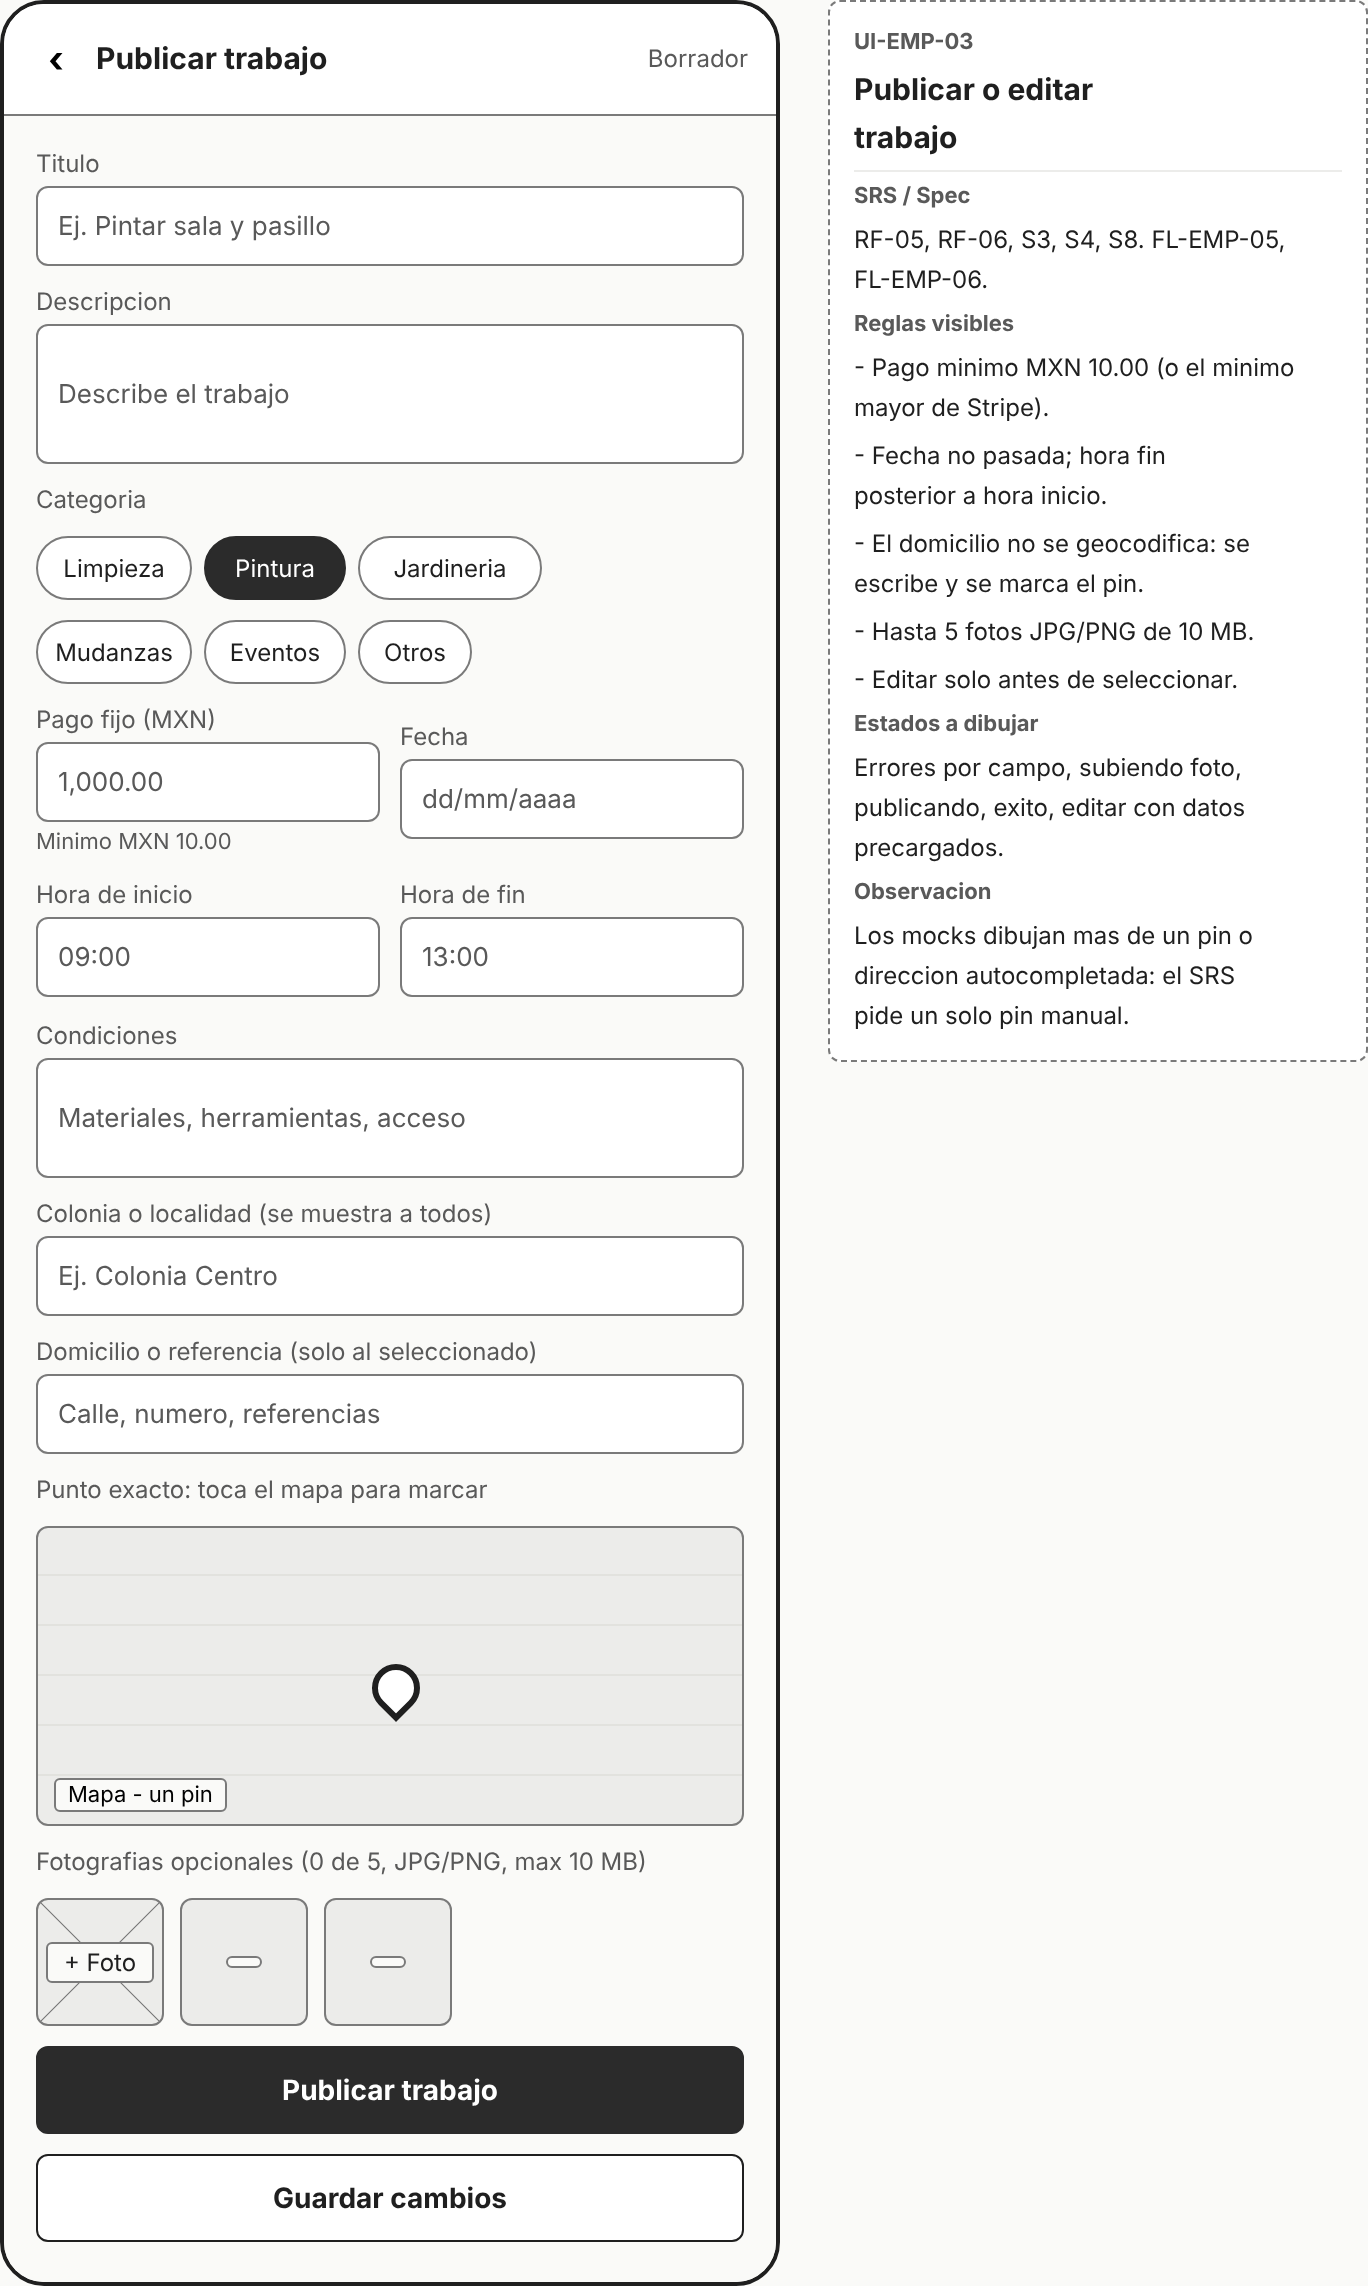 ‹ Publicar trabajo Borrador
Titulo
Ej. Pintar sala y pasillo
Descripcion
Describe el trabajo
Categoria
Limpieza Pintura Jardineria
Mudanzas Eventos Otros
Pago fijo (MXN)
1,000.00
Minimo MXN 10.00
Fecha
dd/mm/aaaa
Hora de inicio
09:00
Hora de fin
13:00
Condiciones
Materiales, herramientas, acceso
Colonia o localidad (se muestra a todos)
Ej. Colonia Centro
Domicilio o referencia (solo al seleccionado)
Calle, numero, referencias
Punto exacto: toca el mapa para marcar
Mapa - un pin
Fotografias opcionales (0 de 5, JPG/PNG, max 10 MB)
+ Foto
Publicar trabajo
Guardar cambios
UI-EMP-03
Publicar o editar
trabajo
SRS / Spec
RF-05, RF-06, S3, S4, S8. FL-EMP-05,
FL-EMP-06.
Reglas visibles
- Pago minimo MXN 10.00 (o el minimo
mayor de Stripe).
- Fecha no pasada; hora fin
posterior a hora inicio.
- El domicilio no se geocodifica: se
escribe y se marca el pin.
- Hasta 5 fotos JPG/PNG de 10 MB.
- Editar solo antes de seleccionar.
Estados a dibujar
Errores por campo, subiendo foto,
publicando, exito, editar con datos
precargados.
Observacion
Los mocks dibujan mas de un pin o
direccion autocompletada: el SRS
pide un solo pin manual.